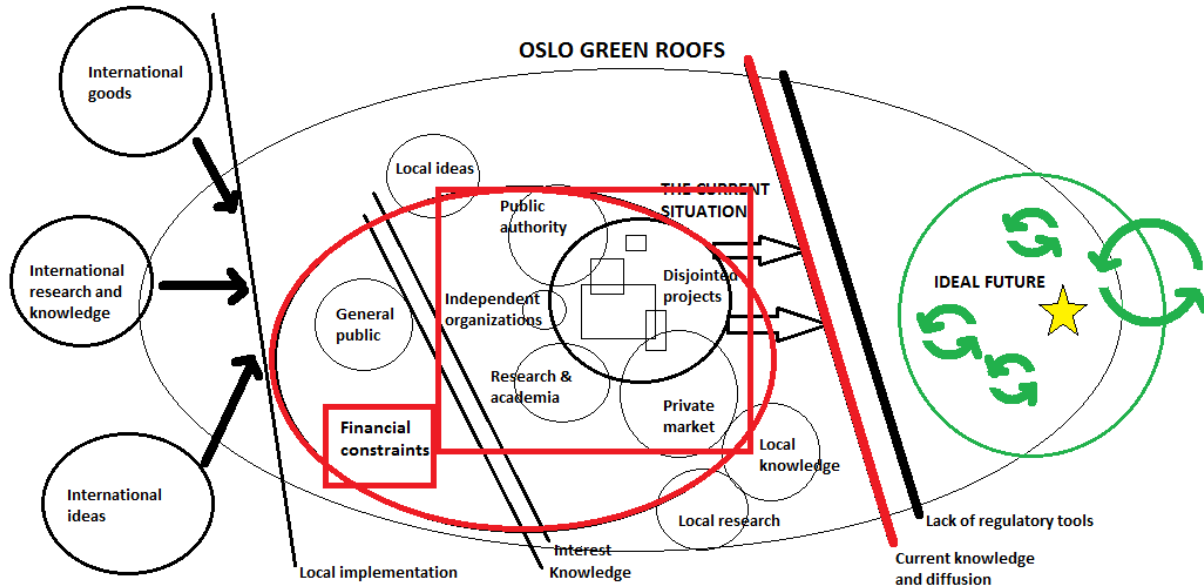 OSLO GREEN ROOFS
International
goods
Local ideas
THE CURRENT
SITUATION
Public
authority
International
research and
knowledge
General
public
Independent
organizations
Disjointed
projects
IDEAL FUTURE
Research &
academia
Private
market
Financial
constraints
Local
knowledge
International
ideas
Local research
Lack of regulatory tools
Interest
Knowledge
Local implementation
Current knowledge
and diffusion